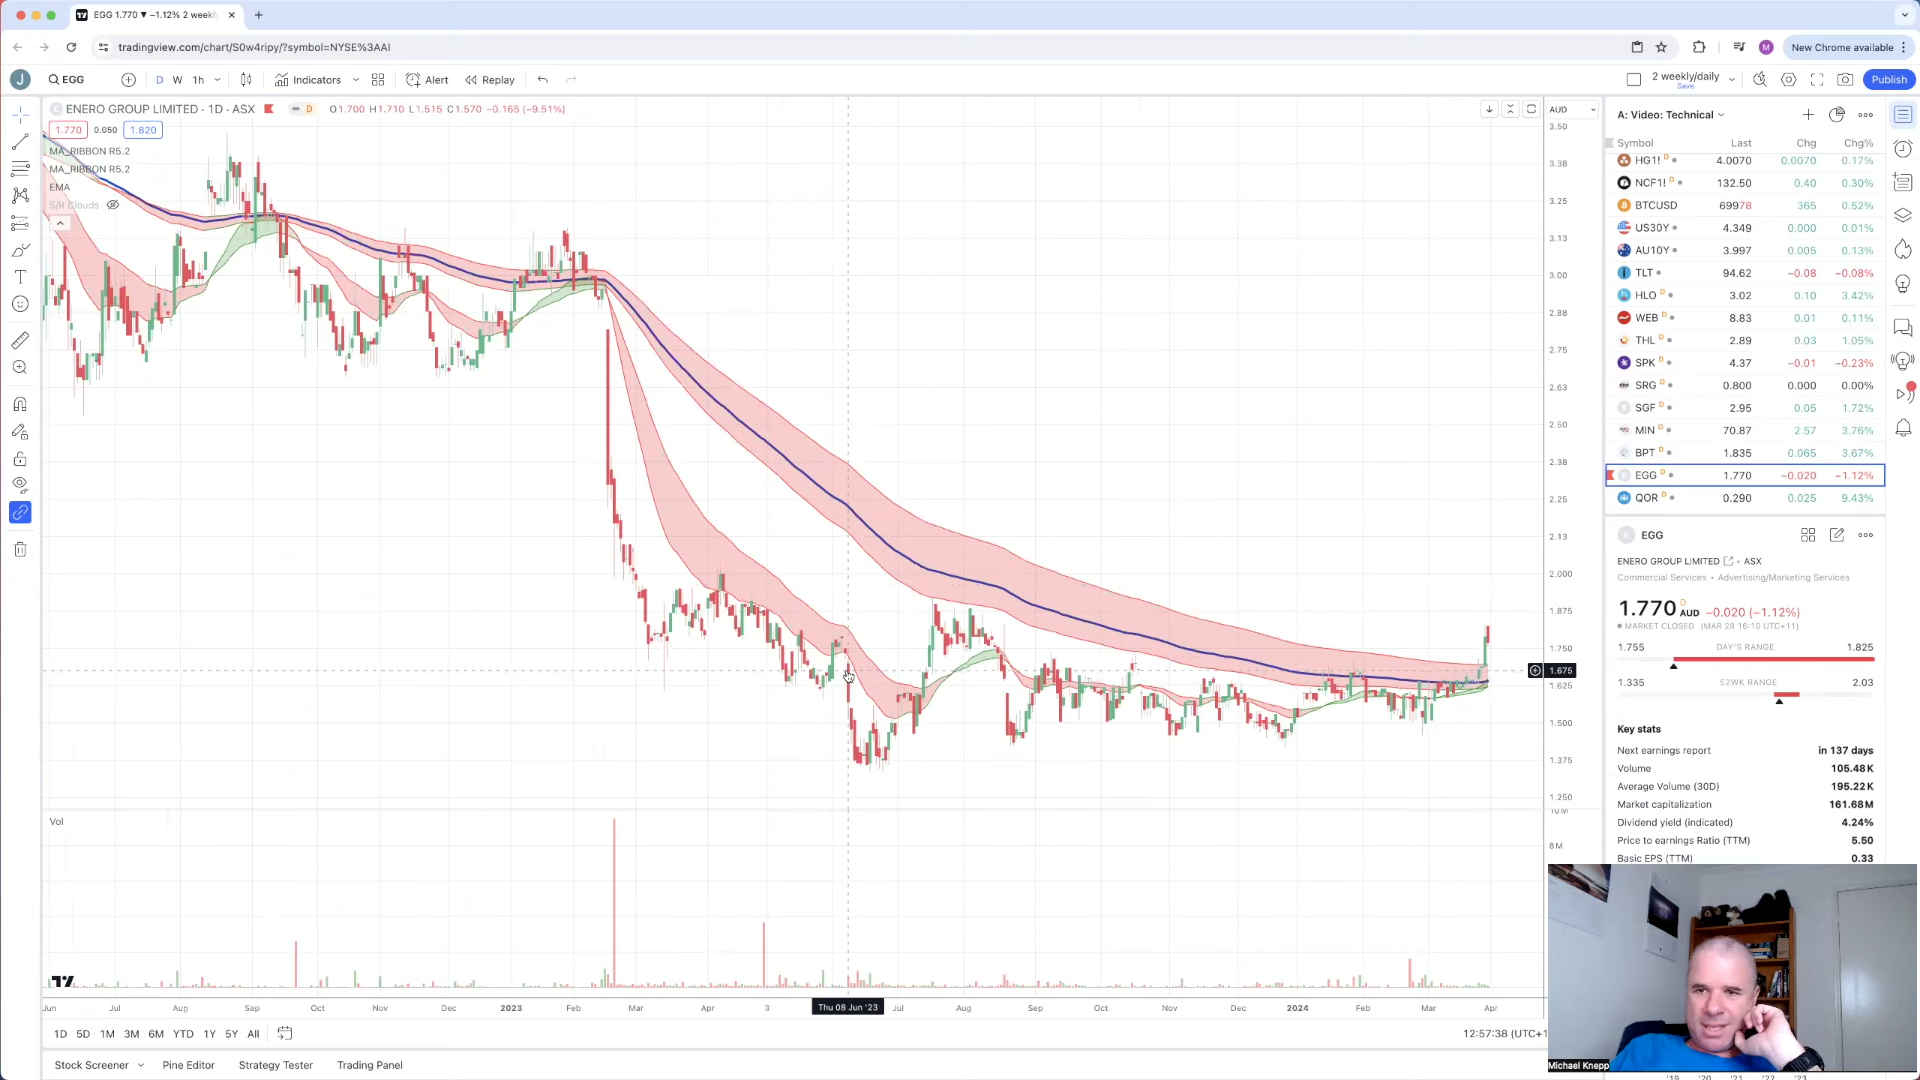 EGG 1.770 ▼ −1.12% 2 weekly
tradingview.com/chart/S0w4ripy/?symbol=NYSE%3AAI
M
New Chrome available
J
EGG
D W 1h
Indicators
Alert
Replay
2 weekly/daily
Save
Publish
ENERO GROUP LIMITED · 1D · ASX
D
O1.700 H1.710 L1.515 C1.570 −0.165 (−9.51%)
1.770 0.050 1.820
MA_RIBBON R5.2
MA_RIBBON R5.2
EMA
S/R Clouds
AUD
3.50
3.38
3.25
3.13
3.00
2.88
2.75
2.63
2.50
2.38
2.25
2.13
2.000
1.875
1.750
1.675
1.625
1.500
1.375
1.250
10M
8M
Vol
Jun Jul Aug Sep Oct Nov Dec 2023 Feb Mar Apr 3 Thu 08 Jun '23 Jul Aug Sep Oct Nov Dec 2024 Feb Mar Apr
1D 5D 1M 3M 6M YTD 1Y 5Y All
12:57:38 (UTC+1
Stock Screener
Pine Editor
Strategy Tester
Trading Panel
A: Video: Technical
Symbol Last Chg Chg%
HG1! D 4.0070 0.0070 0.17%
NCF1! D 132.50 0.40 0.30%
BTCUSD 69978 365 0.52%
US30Y 4.349 0.000 0.01%
AU10Y 3.997 0.005 0.13%
TLT 94.62 −0.08 −0.08%
HLO D 3.02 0.10 3.42%
WEB D 8.83 0.01 0.11%
THL D 2.89 0.03 1.05%
SPK D 4.37 −0.01 −0.23%
SRG D 0.800 0.000 0.00%
SGF D 2.95 0.05 1.72%
MIN D 70.87 2.57 3.76%
BPT D 1.835 0.065 3.67%
EGG D 1.770 −0.020 −1.12%
QOR D 0.290 0.025 9.43%
EGG
ENERO GROUP LIMITED • ASX
Commercial Services • Advertising/Marketing Services
1.770 D AUD −0.020 (−1.12%)
MARKET CLOSED (MAR 28 16:10 UTC+11)
1.755 DAY'S RANGE 1.825
1.335 52WK RANGE 2.03
Key stats
Next earnings report in 137 days
Volume 105.48K
Average Volume (30D) 195.22K
Market capitalization 161.68M
Dividend yield (indicated) 4.24%
Price to earnings Ratio (TTM) 5.50
Basic EPS (TTM) 0.33
Michael Knepp
'19 '20 '21 '22 '23